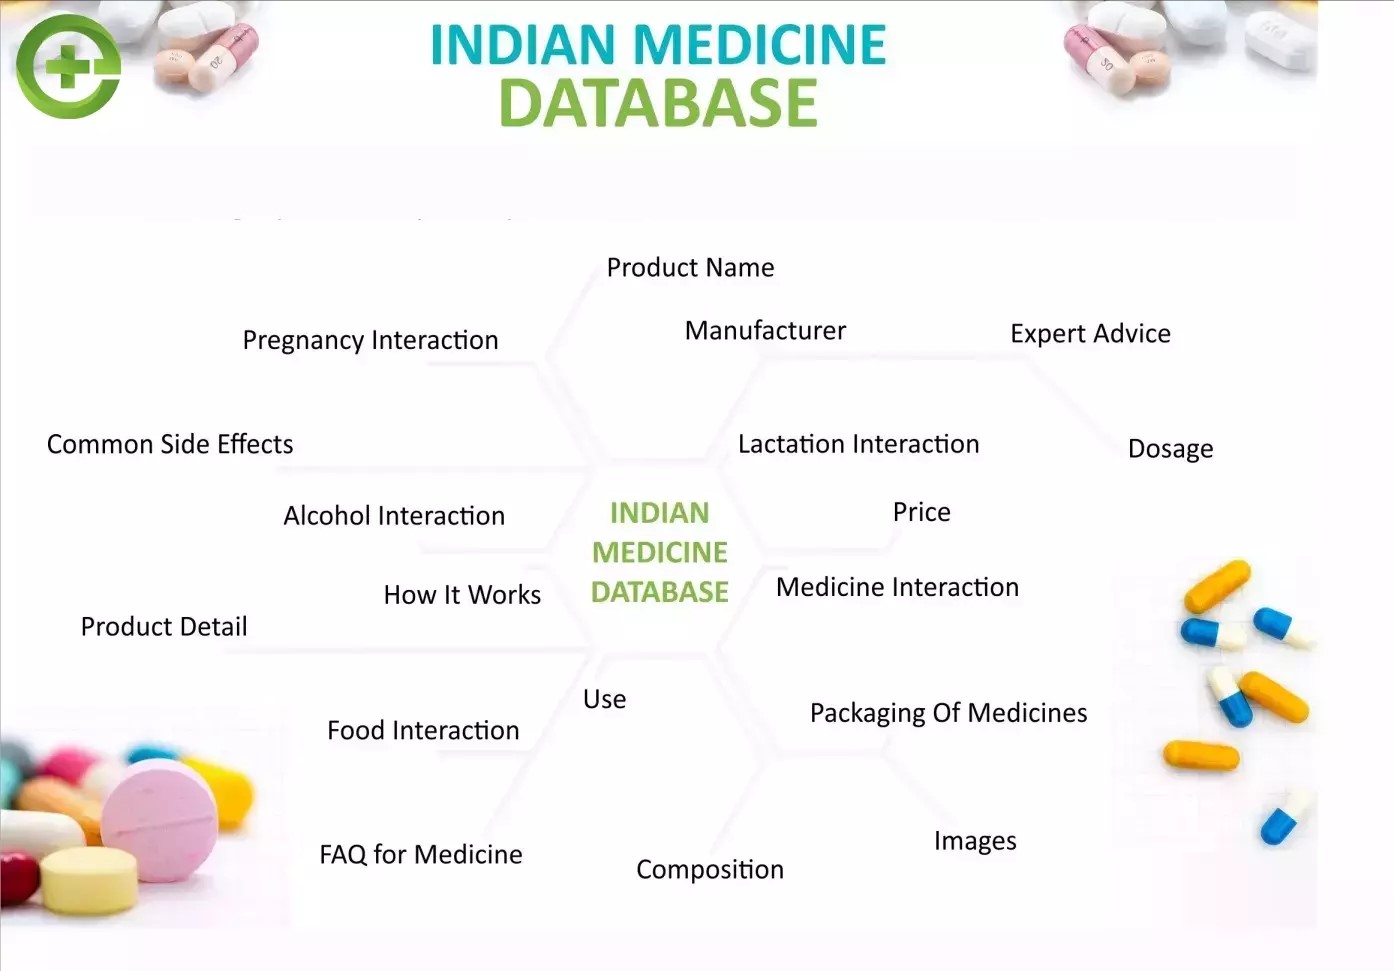 INDIAN MEDICINE
DATABASE
Product Name
Manufacturer
Expert Advice
Pregnancy Interaction
Common Side Effects
Lactation Interaction
Dosage
Alcohol Interaction
INDIAN
MEDICINE
DATABASE
Price
How It Works
Medicine Interaction
Product Detail
Use
Food Interaction
Packaging Of Medicines
FAQ for Medicine
Composition
Images